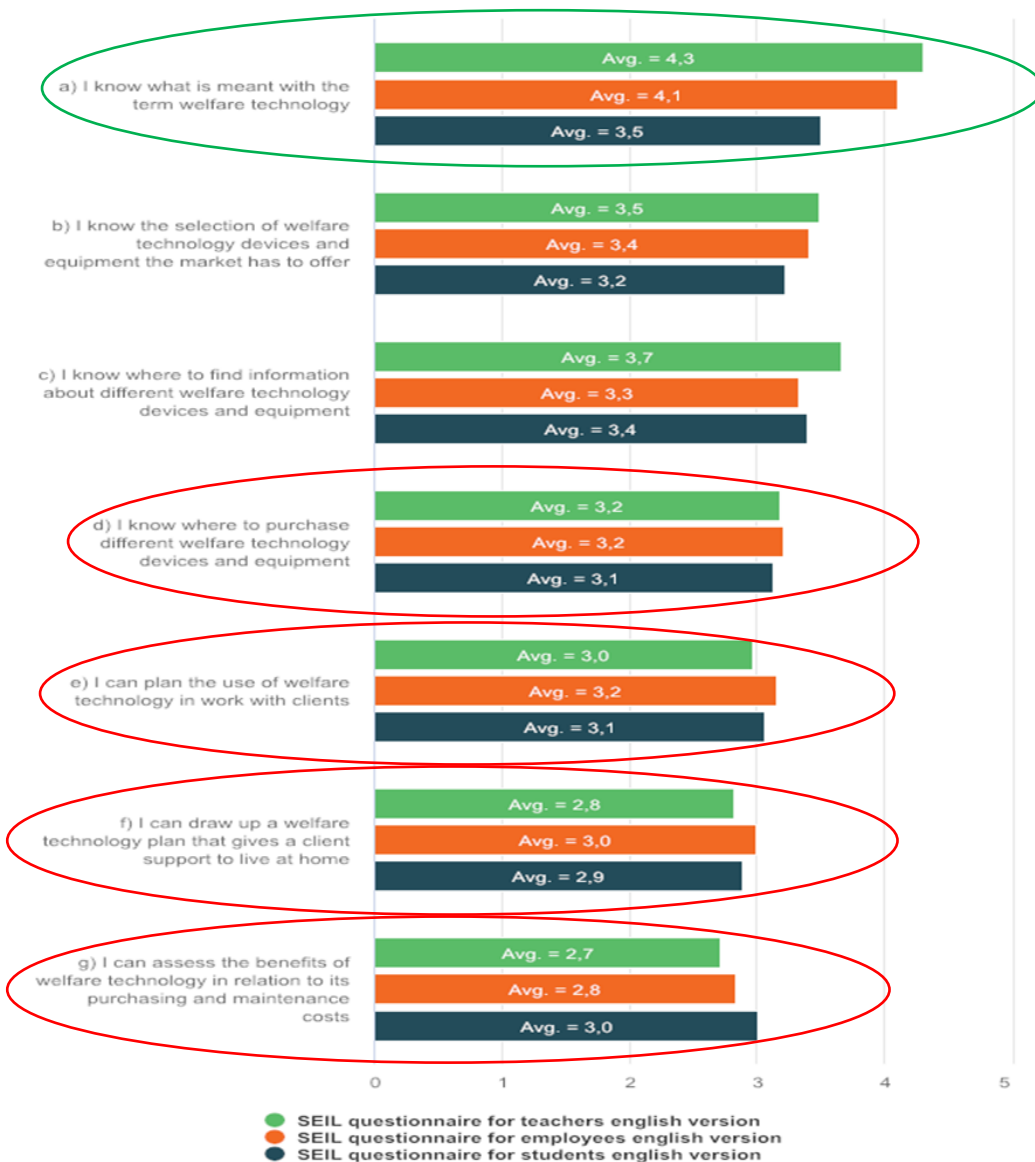 a) I know what is meant with the
term welfare technology
Avg. = 4,3
Avg. = 4,1
Avg. = 3,5
b) I know the selection of welfare
technology devices and
equipment the market has to offer
Avg. = 3,5
Avg. = 3,4
Avg. = 3,2
c) I know where to find information
about different welfare technology
devices and equipment
Avg. = 3,7
Avg. = 3,3
Avg. = 3,4
d) I know where to purchase
different welfare technology
devices and equipment
Avg. = 3,2
Avg. = 3,2
Avg. = 3,1
e) I can plan the use of welfare
technology in work with clients
Avg. = 3,0
Avg. = 3,2
Avg. = 3,1
f) I can draw up a welfare
technology plan that gives a client
support to live at home
Avg. = 2,8
Avg. = 3,0
Avg. = 2,9
g) I can assess the benefits of
welfare technology in relation to its
purchasing and maintenance
costs
Avg. = 2,7
Avg. = 2,8
Avg. = 3,0
0 1 2 3 4 5
SEIL questionnaire for teachers english version
SEIL questionnaire for employees english version
SEIL questionnaire for students english version